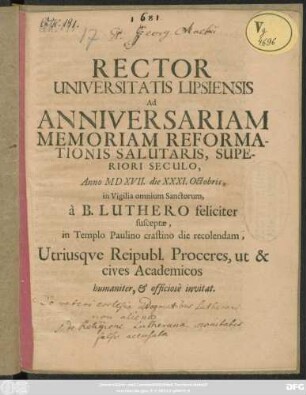 1681.
17
RECTOR
UNIVERSITATIS LIPSIENSIS
Ad
ANNIVERSARIAM
MEMORIAM REFORMA-
TIONIS SALUTARIS, SUPE-
RIORI SECULO,
Anno MDXVII. die XXXI. Octobris,
in Vigilia omnium Sanctorum,
à B. LUTHERO feliciter
susceptæ,
in Templo Paulino crastino die recolendam,
Utriusqve Reipubl. Proceres, ut &
cives Academicos
humaniter, & officiosè invitat.